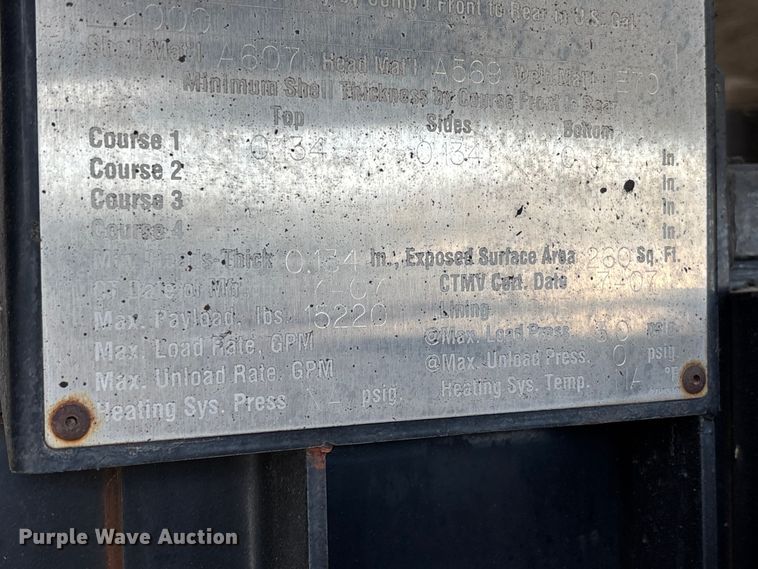 by Comp't Front to Rear in U.S. Gal.
2000
Shell Mat'l A607 Head Mat'l A569
Minimum Shell Thickness by Course Front to Rear
Top Sides Bottom
Course 1 0.134 0.134 In.
Course 2 In.
Course 3 In.
Course 4 In.
Thick 0.134 In., Exposed Surface Area 260 Sq. Ft.
CTMV Cert. Date 7-07
Max. Payload, lbs. 15220 Lining
Max. Load Rate, GPM @Max. Load Press. psig.
Max. Unload Rate, GPM @Max. Unload Press. 0 psig.
Heating Sys. Press psig. Heating Sys. Temp. °F
Purple Wave Auction®